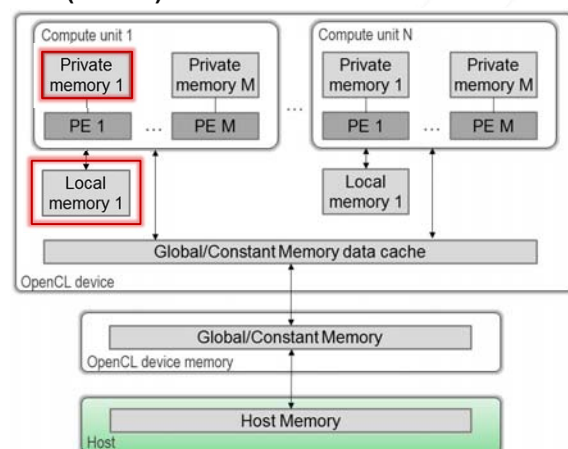 Compute unit 1
Compute unit N
Private
memory 1
Private
memory M
Private
memory 1
Private
memory M
...
PE 1
...
PE M
PE 1
...
PE M
Local
memory 1
Local
memory 1
Global/Constant Memory data cache
OpenCL device
Global/Constant Memory
OpenCL device memory
Host Memory
Host